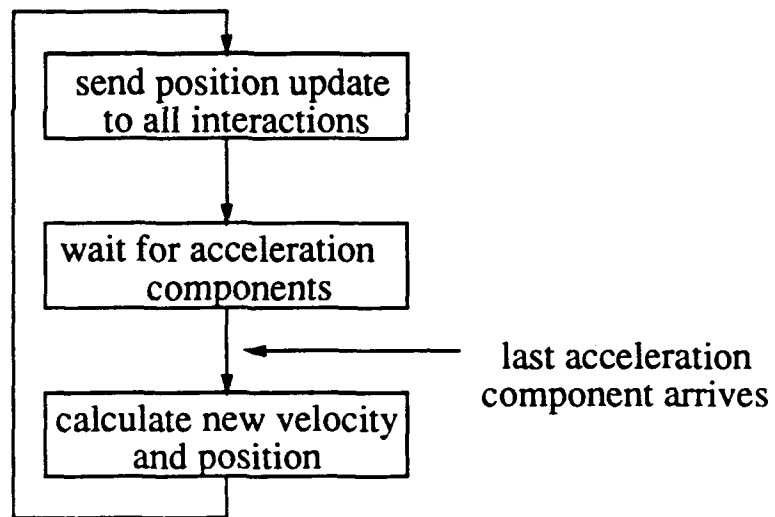 send position update
to all interactions
wait for acceleration
components
last acceleration
component arrives
calculate new velocity
and position